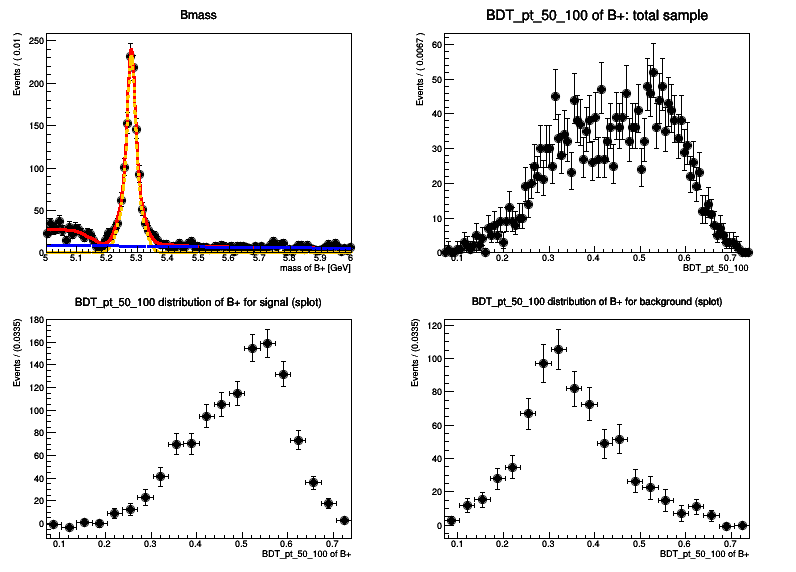 Bmass
Events / ( 0.01 )
250
200
150
100
50
0
5 5.1 5.2 5.3 5.4 5.5 5.6 5.7 5.8 5.9 6
mass of B+ [GeV]
BDT_pt_50_100 of B+: total sample
Events / ( 0.0067 )
60
50
40
30
20
10
0
0.1 0.2 0.3 0.4 0.5 0.6 0.7
BDT_pt_50_100
BDT_pt_50_100 distribution of B+ for signal (splot)
Events / (0.0335)
180
160
140
120
100
80
60
40
20
0
0.1 0.2 0.3 0.4 0.5 0.6 0.7
BDT_pt_50_100 of B+
BDT_pt_50_100 distribution of B+ for background (splot)
Events / (0.0335)
120
100
80
60
40
20
0
0.1 0.2 0.3 0.4 0.5 0.6 0.7
BDT_pt_50_100 of B+